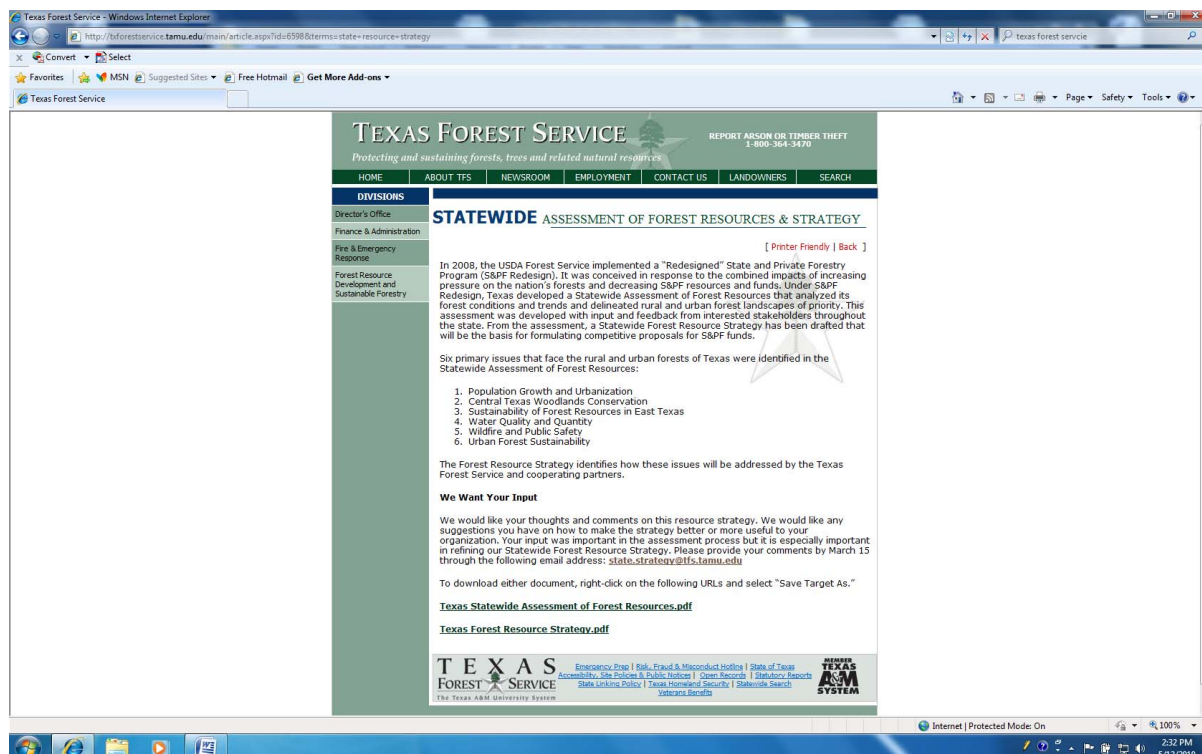 Texas Forest Service - Windows Internet Explorer
http://txforestservice.tamu.edu/main/article.aspx?id=6598&terms=state+resource+strategy
texas forest servcie
x Convert Select
Favorites MSN Suggested Sites Free Hotmail Get More Add-ons
Texas Forest Service
Page Safety Tools
TEXAS FOREST SERVICE
Protecting and sustaining forests, trees and related natural resources
REPORT ARSON OR TIMBER THEFT
1-800-364-3470
HOME ABOUT TFS NEWSROOM EMPLOYMENT CONTACT US LANDOWNERS SEARCH
DIVISIONS
Director's Office
Finance & Administration
Fire & Emergency
Response
Forest Resource
Development and
Sustainable Forestry
STATEWIDE ASSESSMENT OF FOREST RESOURCES & STRATEGY
[ Printer Friendly | Back ]
In 2008, the USDA Forest Service implemented a "Redesigned" State and Private Forestry
Program (S&PF Redesign). It was conceived in response to the combined impacts of increasing
pressure on the nation's forests and decreasing S&PF resources and funds. Under S&PF
Redesign, Texas developed a Statewide Assessment of Forest Resources that analyzed its
forest conditions and trends and delineated rural and urban forest landscapes of priority. This
assessment was developed with input and feedback from interested stakeholders throughout
the state. From the assessment, a Statewide Forest Resource Strategy has been drafted that
will be the basis for formulating competitive proposals for S&PF funds.
Six primary issues that face the rural and urban forests of Texas were identified in the
Statewide Assessment of Forest Resources:
1. Population Growth and Urbanization
2. Central Texas Woodlands Conservation
3. Sustainability of Forest Resources in East Texas
4. Water Quality and Quantity
5. Wildfire and Public Safety
6. Urban Forest Sustainability
The Forest Resource Strategy identifies how these issues will be addressed by the Texas
Forest Service and cooperating partners.
We Want Your Input
We would like your thoughts and comments on this resource strategy. We would like any
suggestions you have on how to make the strategy better or more useful to your
organization. Your input was important in the assessment process but it is especially important
in refining our Statewide Forest Resource Strategy. Please provide your comments by March 15
through the following email address: state.strategy@tfs.tamu.edu
To download either document, right-click on the following URLs and select "Save Target As."
Texas Statewide Assessment of Forest Resources.pdf
Texas Forest Resource Strategy.pdf
TEXAS
FOREST SERVICE
The Texas A&M University System
Emergency Prep | Risk, Fraud & Misconduct Hotline | State of Texas
Accessibility, Site Policies & Public Notices | Open Records | Statutory Reports
State Linking Policy | Texas Homeland Security | Statewide Search
Veterans Benefits
MEMBER
TEXAS
A&M
SYSTEM
Internet | Protected Mode: On 100%
2:32 PM